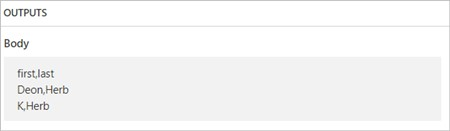 OUTPUTS
Body
first,last
Deon,Herb
K,Herb